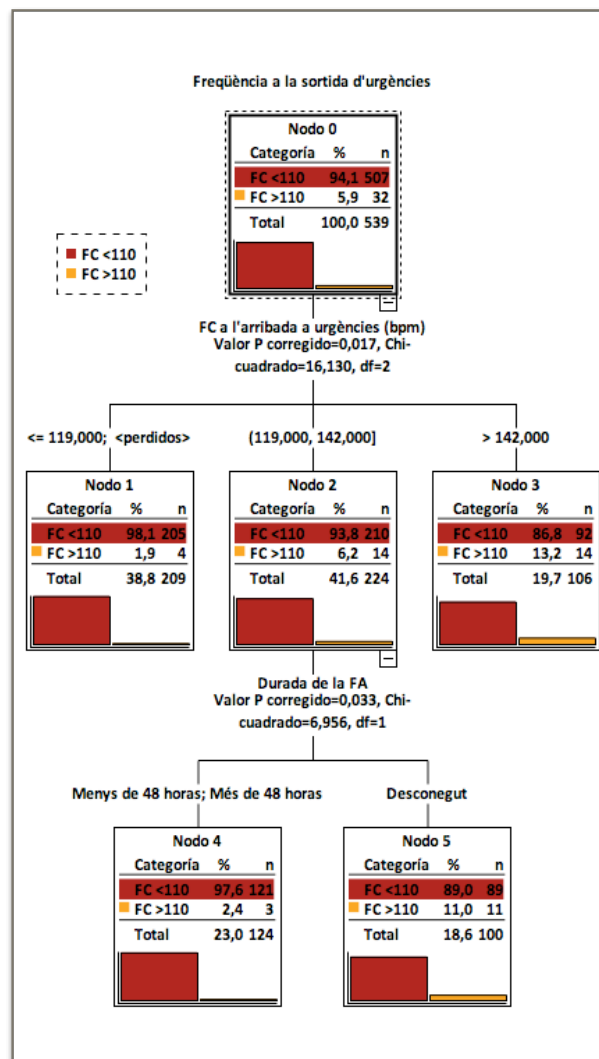 Freqüència a la sortida d'urgències
Nodo 0
Categoría % n
FC <110 94,1 507
FC >110 5,9 32
Total 100,0 539
FC <110
FC >110
FC a l'arribada a urgències (bpm)
Valor P corregido=0,017, Chi-
cuadrado=16,130, df=2
<= 119,000; <perdidos>
(119,000, 142,000]
> 142,000
Nodo 1
Categoría % n
FC <110 98,1 205
FC >110 1,9 4
Total 38,8 209
Nodo 2
Categoría % n
FC <110 93,8 210
FC >110 6,2 14
Total 41,6 224
Nodo 3
Categoría % n
FC <110 86,8 92
FC >110 13,2 14
Total 19,7 106
Durada de la FA
Valor P corregido=0,033, Chi-
cuadrado=6,956, df=1
Menys de 48 horas; Més de 48 horas
Desconegut
Nodo 4
Categoría % n
FC <110 97,6 121
FC >110 2,4 3
Total 23,0 124
Nodo 5
Categoría % n
FC <110 89,0 89
FC >110 11,0 11
Total 18,6 100